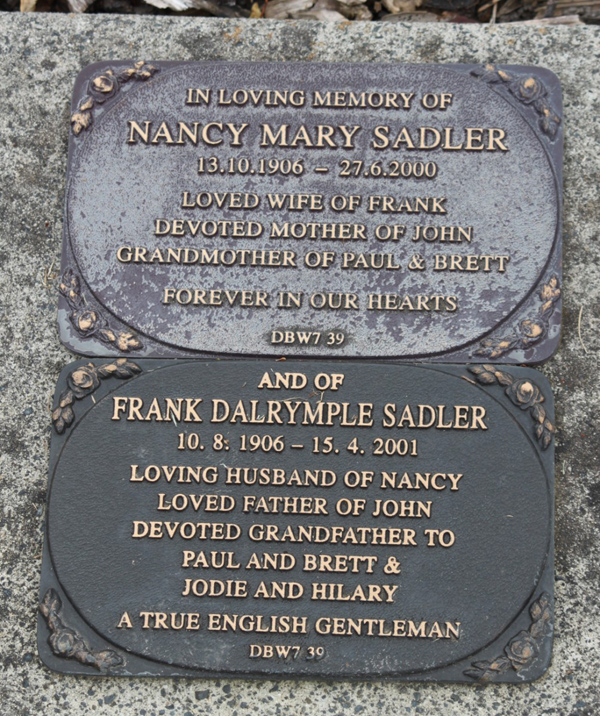 IN LOVING MEMORY OF
NANCY MARY SADLER
13.10.1906 – 27.6.2000
LOVED WIFE OF FRANK
DEVOTED MOTHER OF JOHN
GRANDMOTHER OF PAUL & BRETT
FOREVER IN OUR HEARTS
DBW7 39
AND OF
FRANK DALRYMPLE SADLER
10. 8. 1906 – 15. 4. 2001
LOVING HUSBAND OF NANCY
LOVED FATHER OF JOHN
DEVOTED GRANDFATHER TO
PAUL AND BRETT &
JODIE AND HILARY
A TRUE ENGLISH GENTLEMAN
DBW7 39